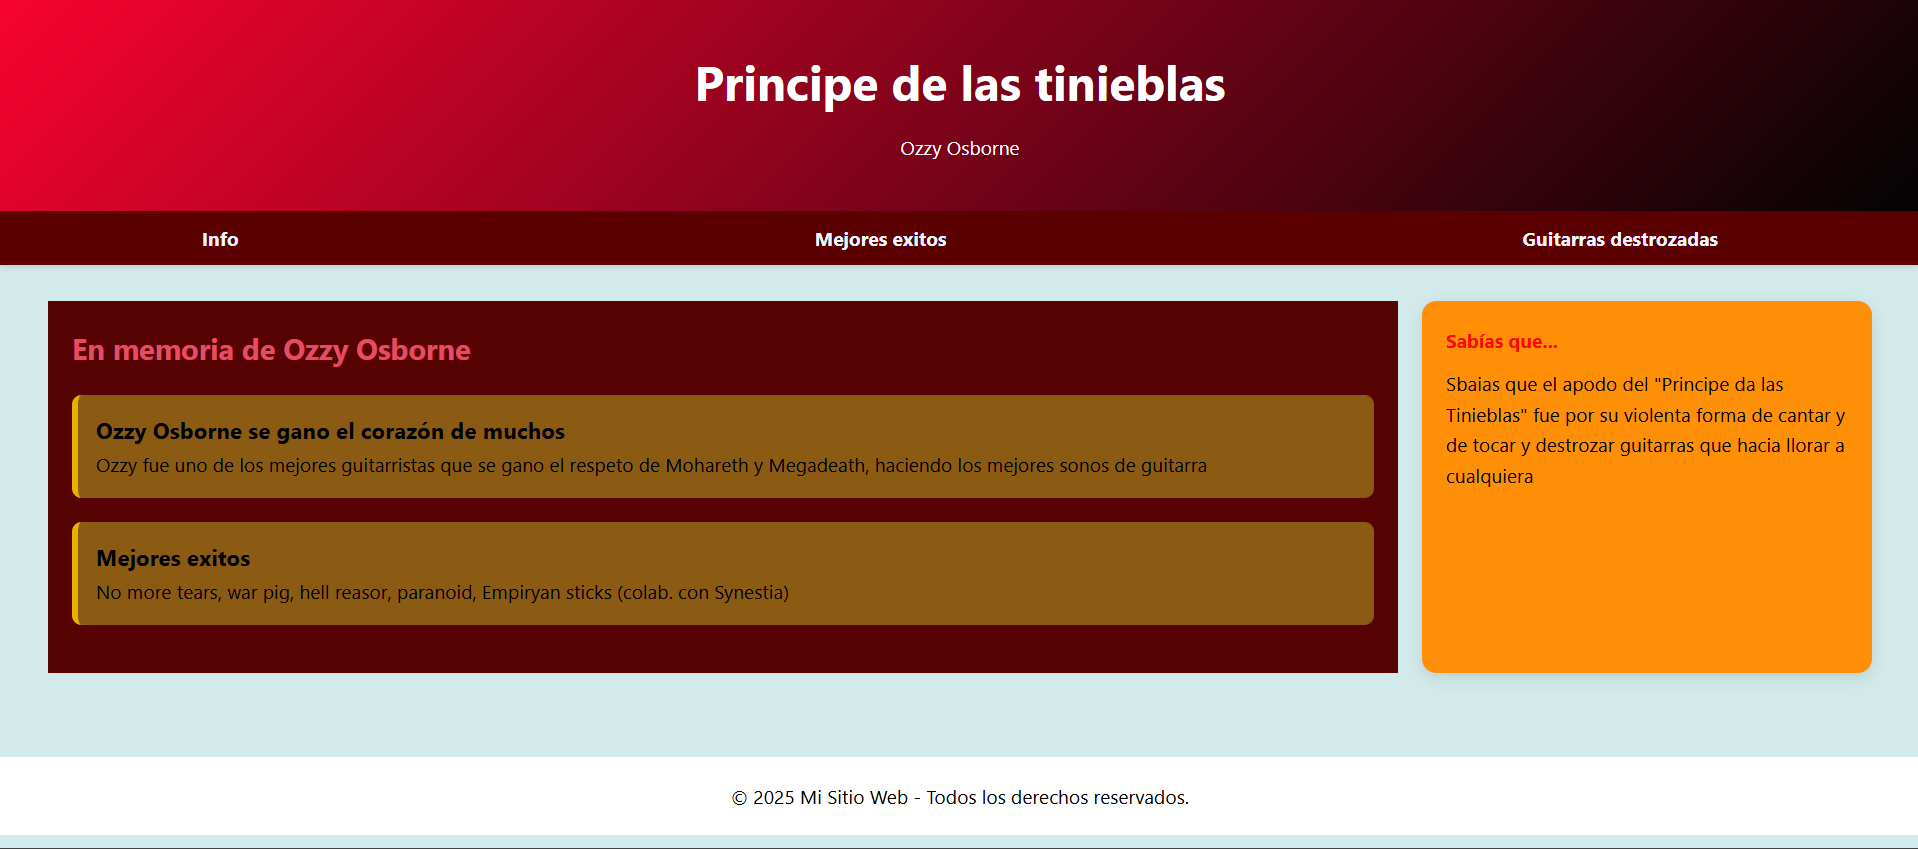 Principe de las tinieblas
Ozzy Osborne
Info
Mejores exitos
Guitarras destrozadas
En memoria de Ozzy Osborne
Ozzy Osborne se gano el corazón de muchos
Ozzy fue uno de los mejores guitarristas que se gano el respeto de Mohareth y Megadeath, haciendo los mejores sonos de guitarra
Mejores exitos
No more tears, war pig, hell reasor, paranoid, Empiryan sticks (colab. con Synestia)
Sabías que...
Sbaias que el apodo del "Principe da las
Tinieblas" fue por su violenta forma de cantar y
de tocar y destrozar guitarras que hacia llorar a
cualquiera
© 2025 Mi Sitio Web - Todos los derechos reservados.